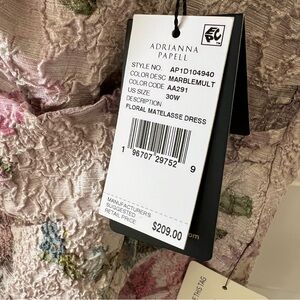 ADRIANNA
PAPELL
STYLE NO. AP1D104940
COLOR DESC MARBLEMULT
COLOR CODE AA291
US SIZE 30W
DESCRIPTION
FLORAL MATELASSE DRESS
1 96707 29752 9
MANUFACTURER'S
SUGGESTED
RETAIL PRICE
$209.00
om